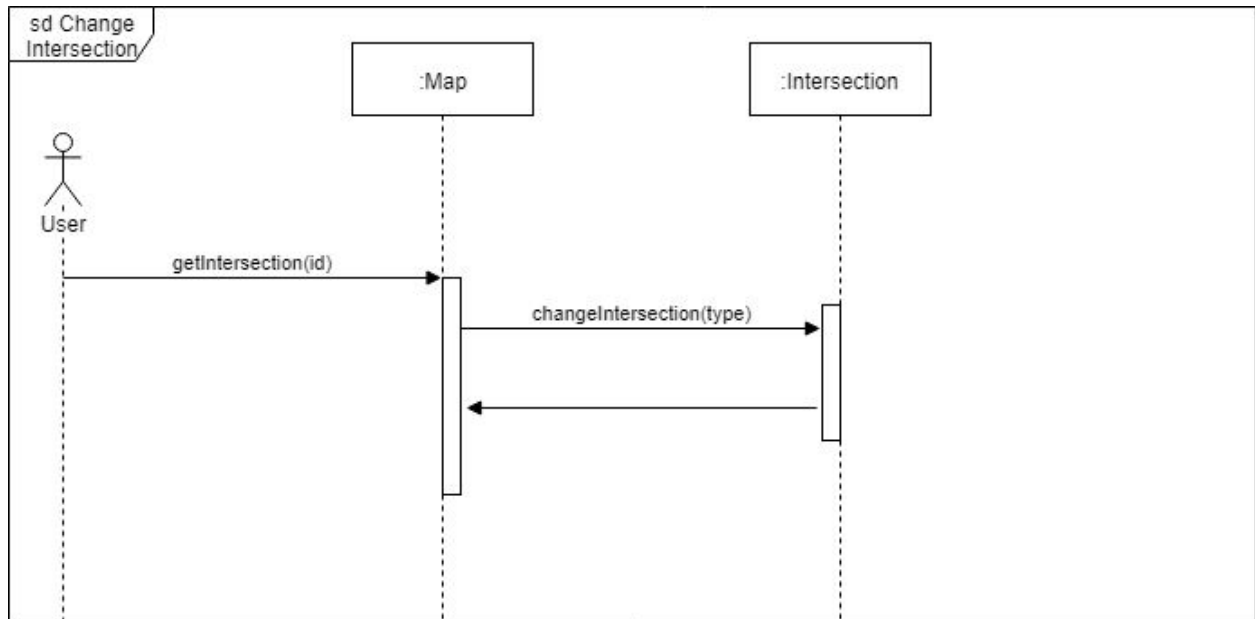 sd Change
Intersection
:Map
:Intersection
User
getIntersection(id)
changeIntersection(type)